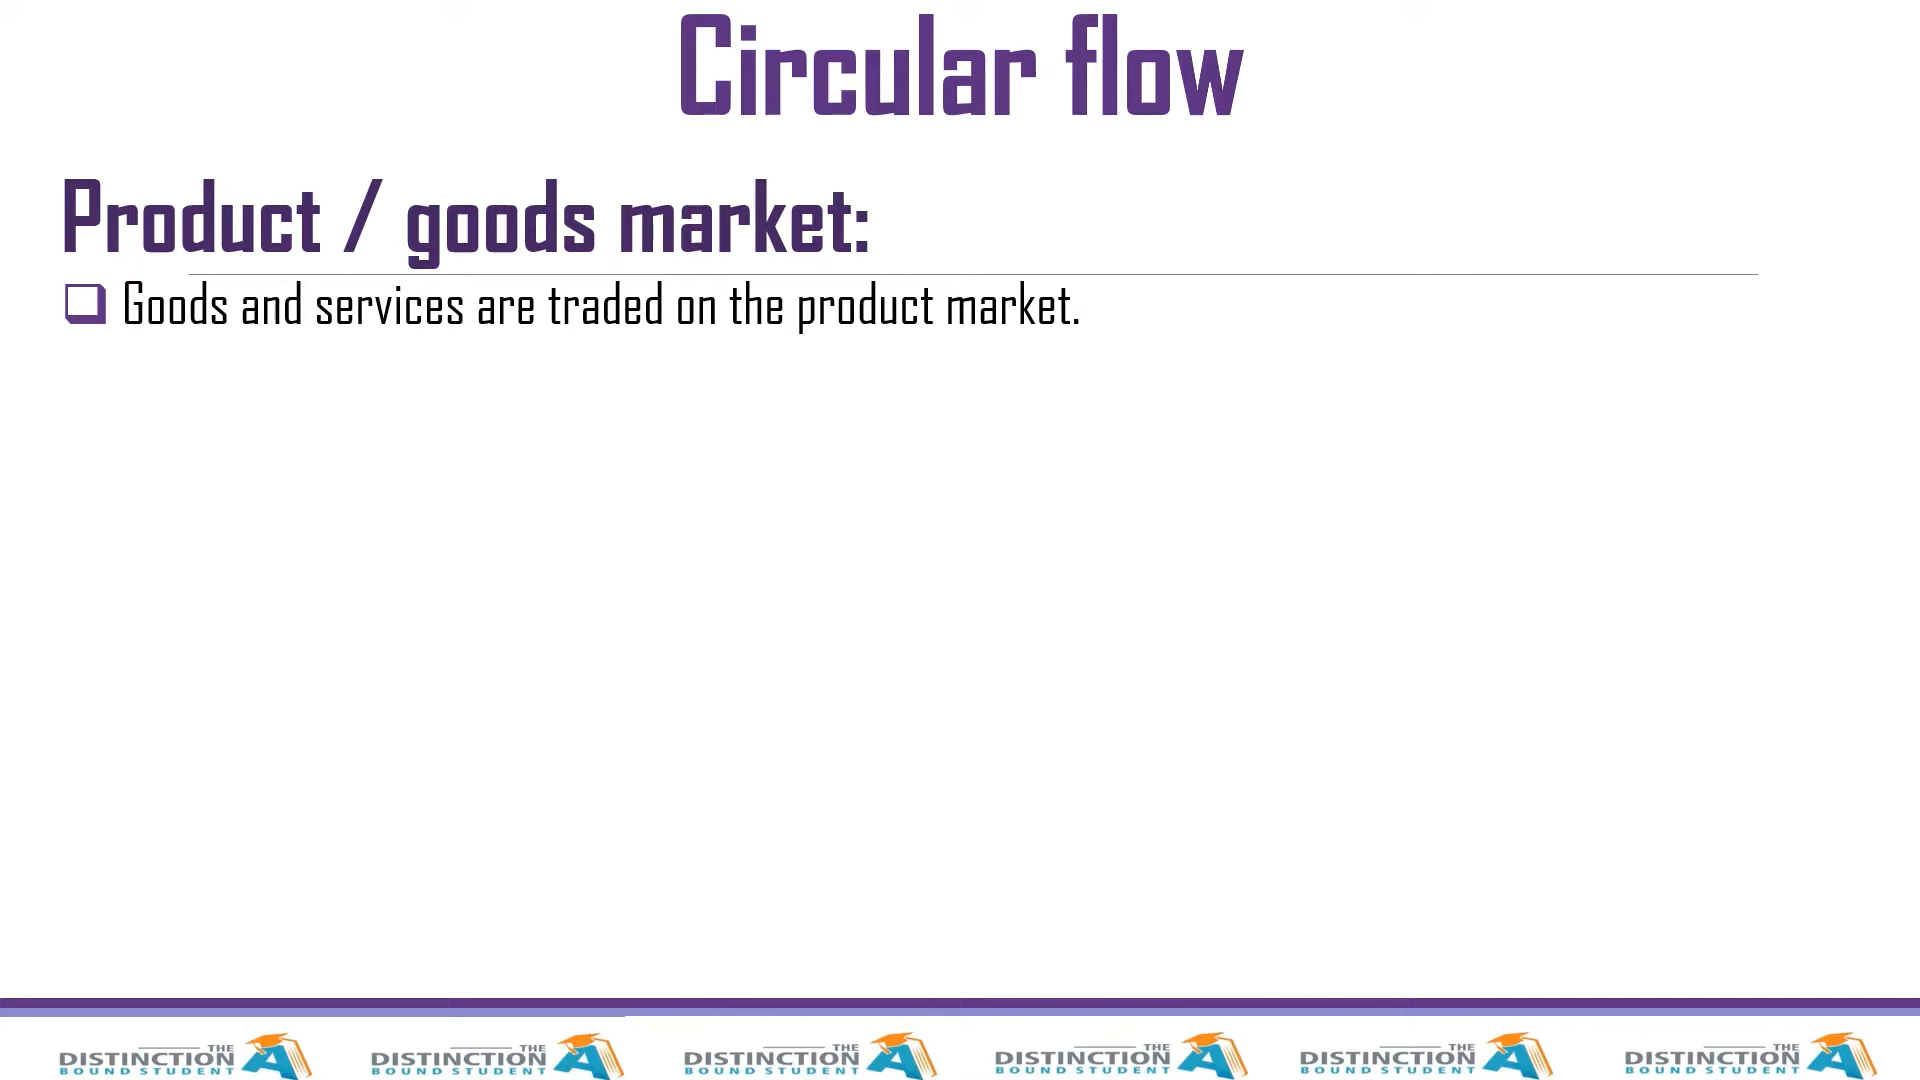 Circular flow
Product / goods market:
Goods and services are traded on the product market.
THE
DISTINCTION
BOUND STUDENT
THE
DISTINCTION
BOUND STUDENT
THE
DISTINCTION
BOUND STUDENT
THE
DISTINCTION
BOUND STUDENT
THE
DISTINCTION
BOUND STUDENT
THE
DISTINCTION
BOUND STUDENT